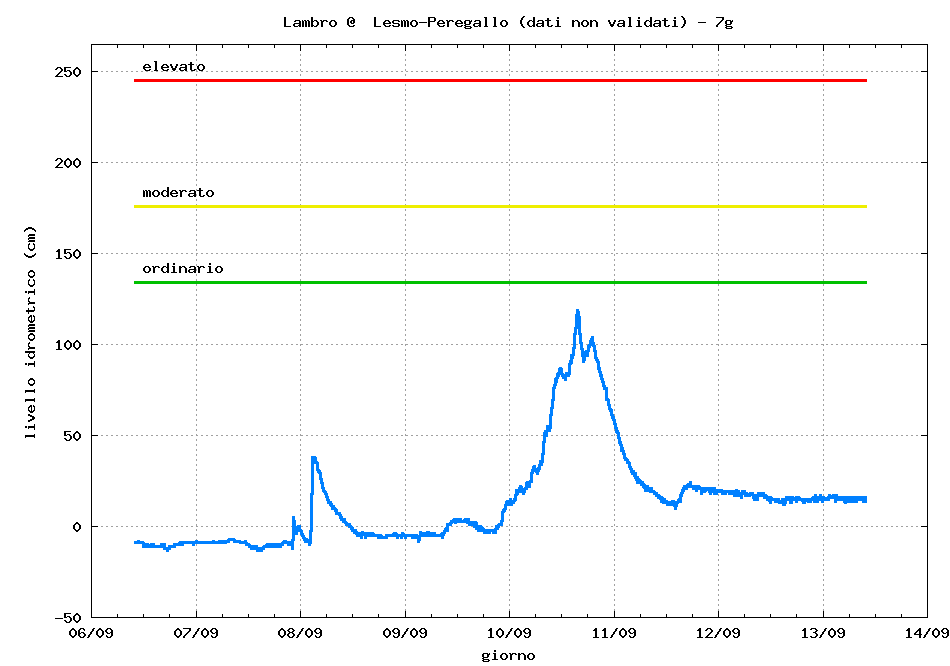 Lambro @  Lesmo-Peregallo (dati non validati) - 7g
250
elevato
200
moderato
150
ordinario
100
50
0
-50
livello idrometrico (cm)
06/09 07/09 08/09 09/09 10/09 11/09 12/09 13/09 14/09
giorno